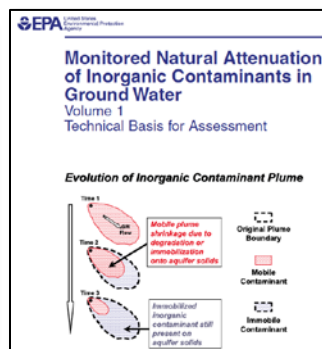 EPA
United States
Environmental Protection
Agency
Monitored Natural Attenuation
of Inorganic Contaminants in
Ground Water
Volume 1
Technical Basis for Assessment
Evolution of Inorganic Contaminant Plume
Time 1
Flow
Time 2
Mobile plume
shrinkage due to
degradation or
immobilization
onto aquifer solids
Time 3
Immobilized
inorganic
contaminant still
present on
aquifer solids
Original Plume
Boundary
Mobile
Contaminant
Immobile
Contaminant